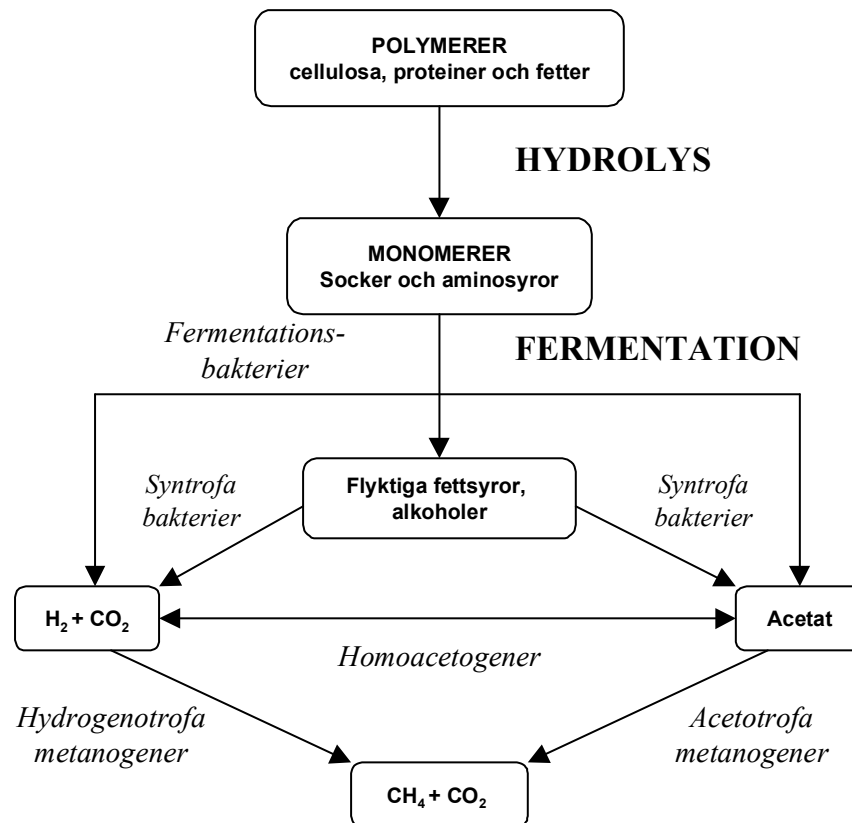 POLYMERER
cellulosa, proteiner och fetter
HYDROLYS
MONOMERER
Socker och aminosyror
Fermentations-
bakterier
FERMENTATION
Syntrofa
bakterier
Flyktiga fettsyror,
alkoholer
Syntrofa
bakterier
H₂ + CO₂
Homoacetogener
Acetat
Hydrogenotrofa
metanogener
Acetotrofa
metanogener
CH₄ + CO₂